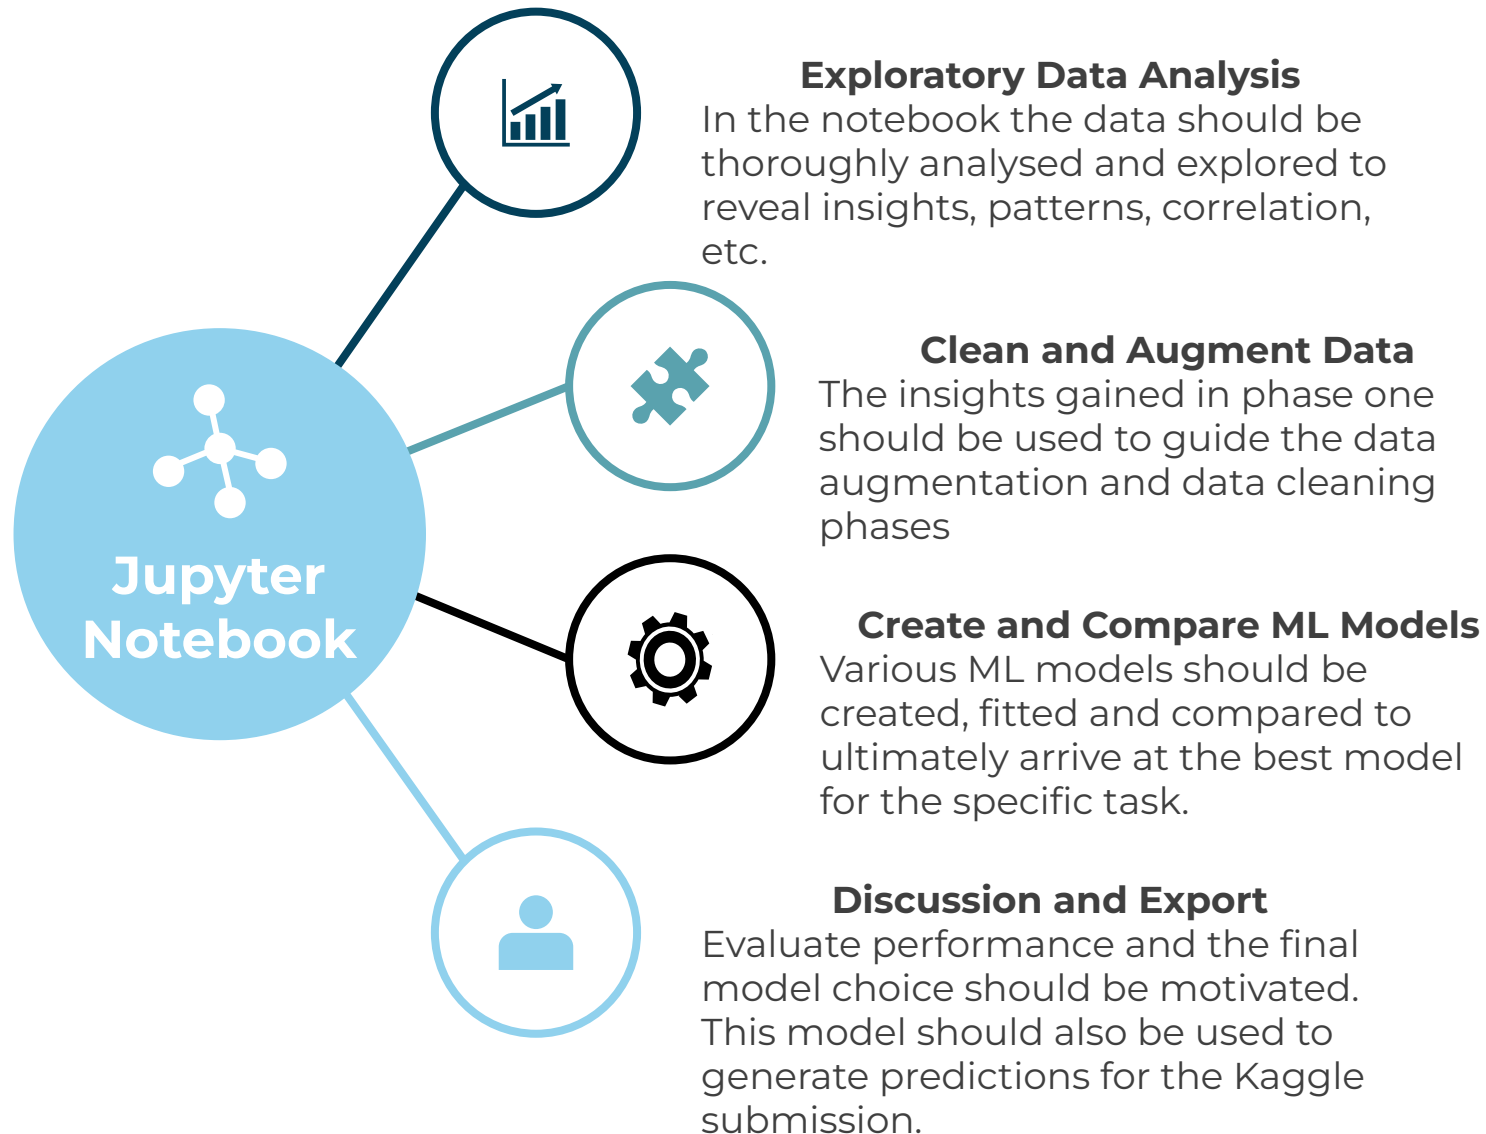 Exploratory Data Analysis
In the notebook the data should be
thoroughly analysed and explored to
reveal insights, patterns, correlation,
etc.
Clean and Augment Data
The insights gained in phase one
should be used to guide the data
augmentation and data cleaning
phases
Jupyter
Notebook
Create and Compare ML Models
Various ML models should be
created, fitted and compared to
ultimately arrive at the best model
for the specific task.
Discussion and Export
Evaluate performance and the final
model choice should be motivated.
This model should also be used to
generate predictions for the Kaggle
submission.